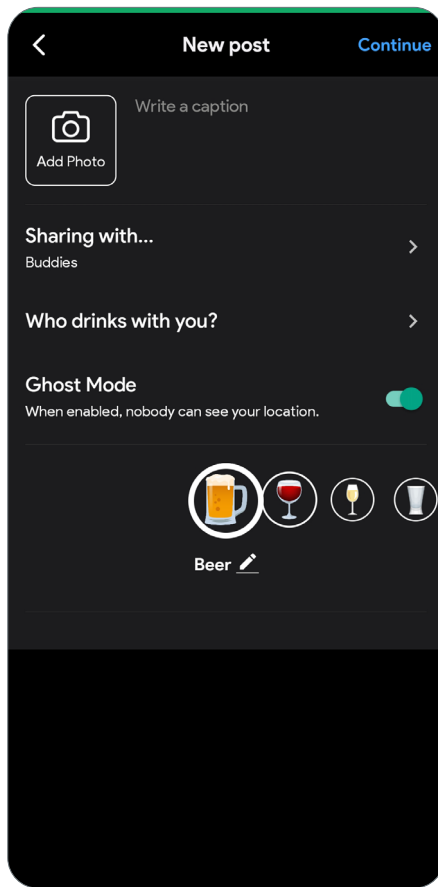 New post
Continue
Write a caption
Add Photo
Sharing with...
Buddies
Who drinks with you?
Ghost Mode
When enabled, nobody can see your location.
Beer